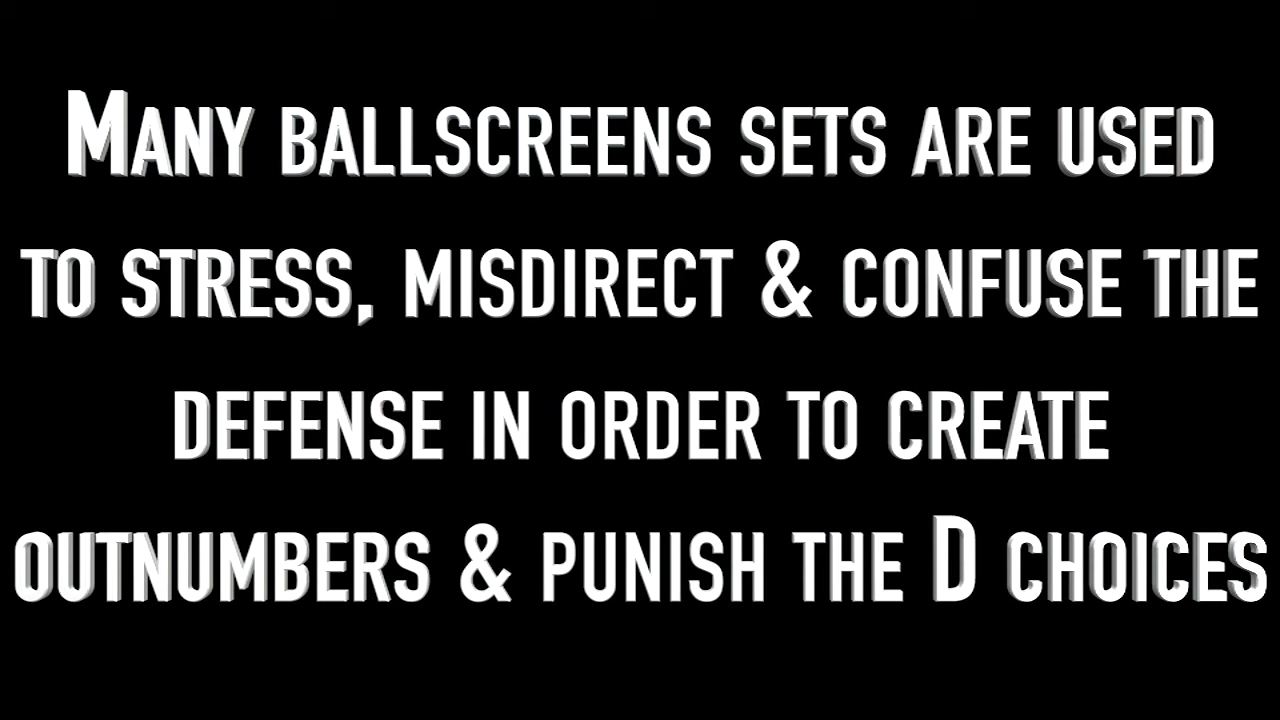 Many ballscreens sets are used
to stress, misdirect & confuse the
defense in order to create
outnumbers & punish the D choices